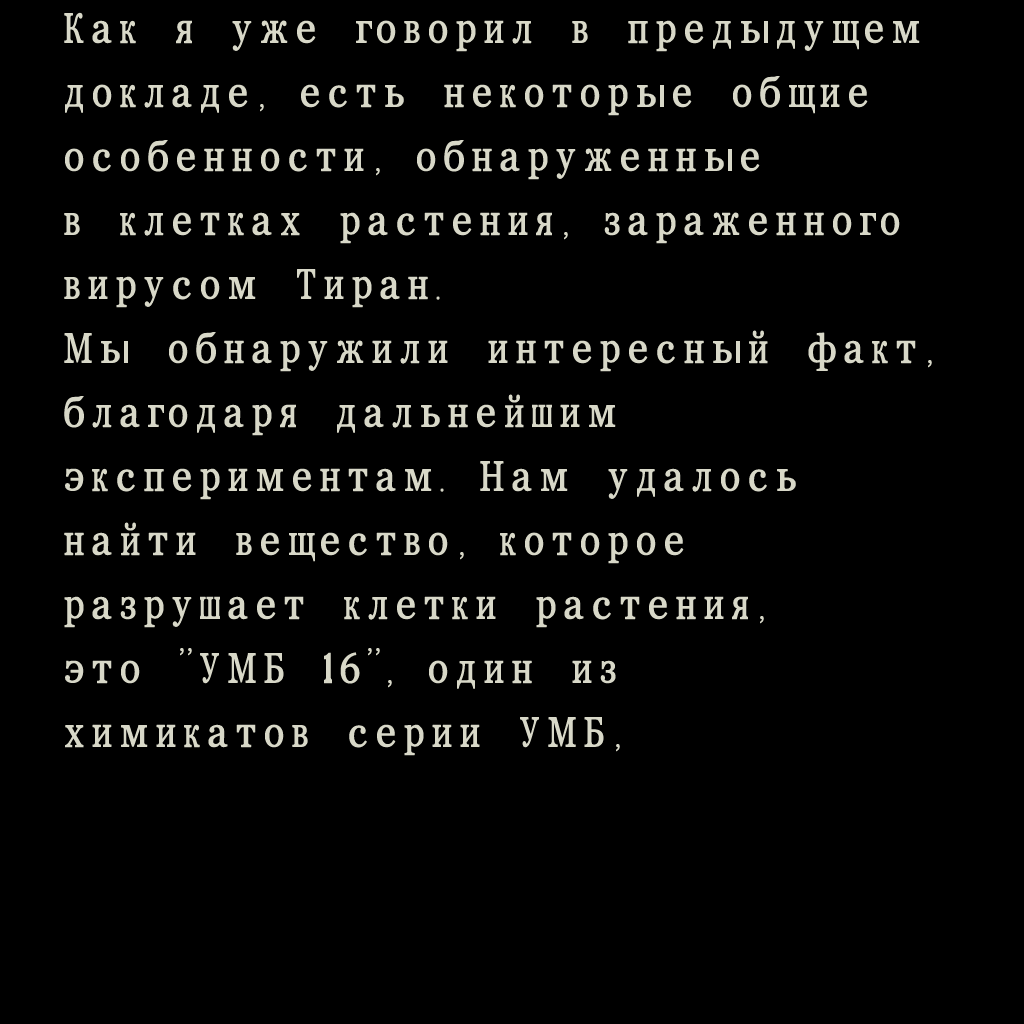 Как я уже говорил в предыдущем
докладе, есть некоторые общие
особенности, обнаруженные
в клетках растения, зараженного
вирусом Тиран.
Мы обнаружили интересный факт,
благодаря дальнейшим
экспериментам. Нам удалось
найти вещество, которое
разрушает клетки растения,
это ”УМБ 16”, один из
химикатов серии УМБ,